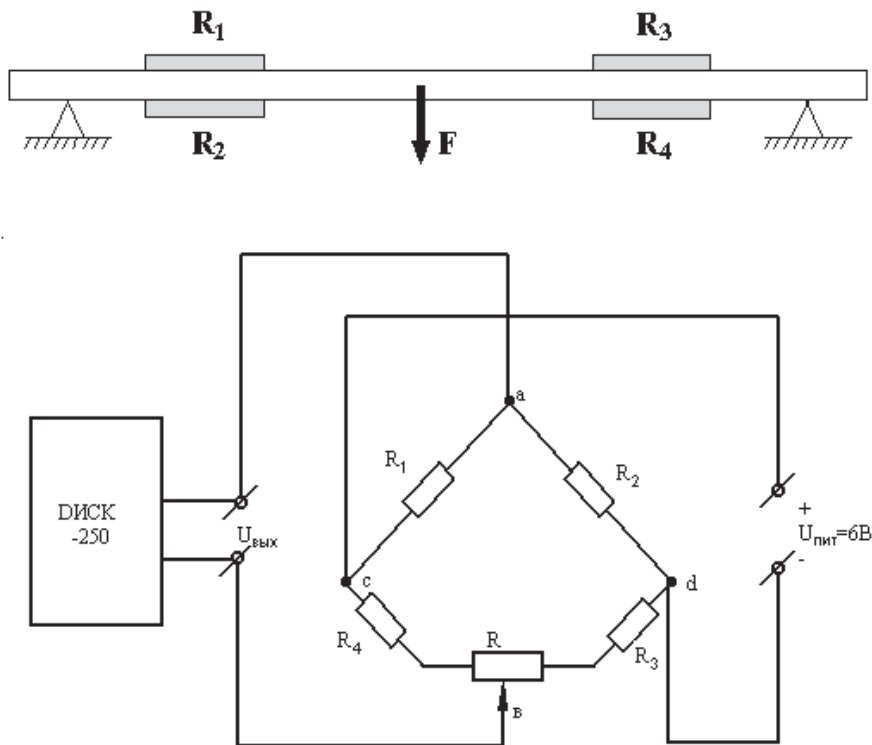 R₁ R₃
R₂ F R₄
.
a
R₁ R₂
ДИСК
-250
Uвых
+
Uпит=6В
-
c d
R₄ R R₃
в